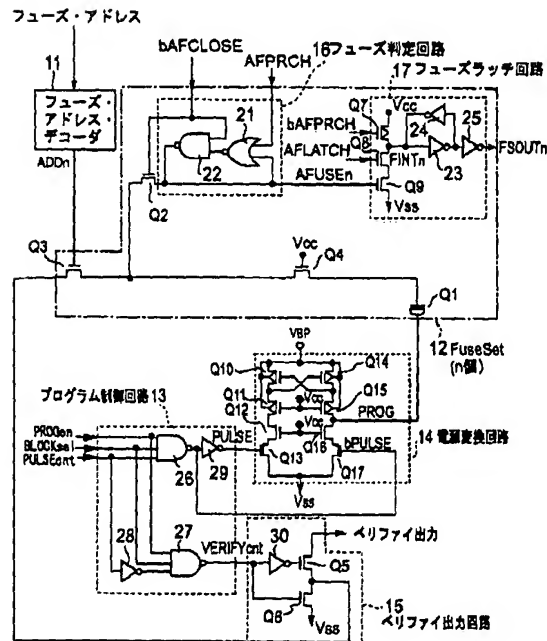 フューズ・アドレス
11
フューズ・
アドレス・
デコーダ
ADDn
bAFCLOSE
AFPRCH
16 フューズ判定回路
21
22
Q2
AFUSEn
17 フューズラッチ回路
Vcc
Q7
bAFPRCH
Q8
AFLATCH
FINTn
24
25
23
FSOUTn
Q9
Vss
Q3
Vcc
Q4
Q1
12 FuseSet
(n個)
VBP
Q10
Q14
Q11
Vcc
Q15
Q12
Vcc
PROG
Q16
bPULSE
Q13
Q17
Vss
14 電源変換回路
プログラム制御回路 13
PROGen
BLOCKsel
PULSEcnt
PULSE
26
29
28
27
VERIFYcnt
30
Q5
ベリファイ出力
Q6
Vss
15
ベリファイ出力回路